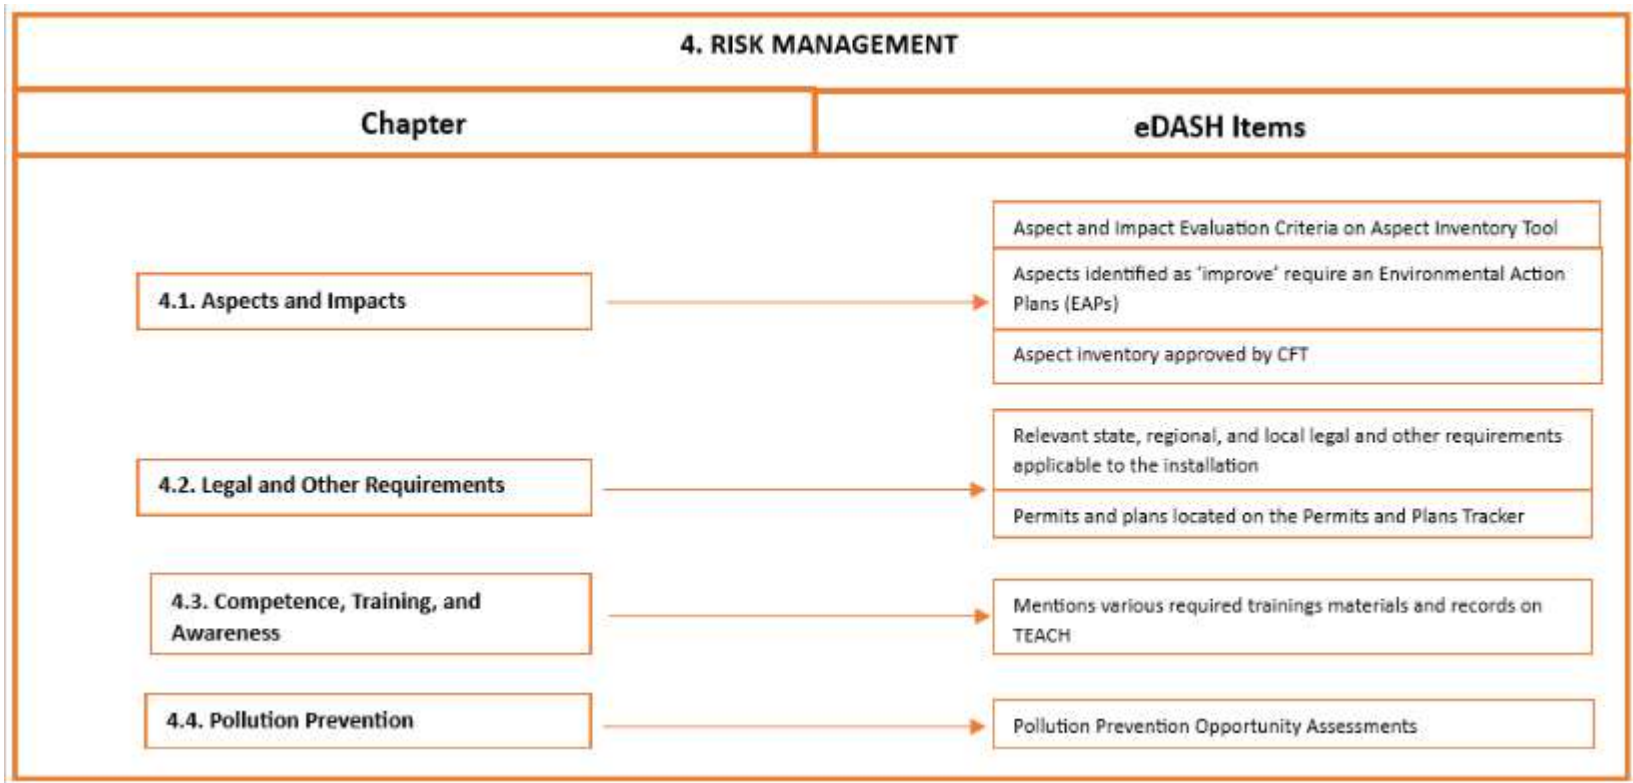 4. RISK MANAGEMENT
Chapter
eDASH Items
4.1. Aspects and Impacts
Aspect and Impact Evaluation Criteria on Aspect Inventory Tool
Aspects identified as ‘improve’ require an Environmental Action
Plans (EAPs)
Aspect inventory approved by CFT
4.2. Legal and Other Requirements
Relevant state, regional, and local legal and other requirements
applicable to the installation
Permits and plans located on the Permits and Plans Tracker
4.3. Competence, Training, and
Awareness
Mentions various required trainings materials and records on
TEACH
4.4. Pollution Prevention
Pollution Prevention Opportunity Assessments